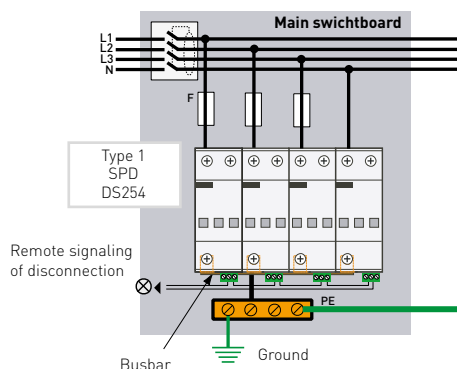 Main swichtboard
L1
L2
L3
N
F
Type 1
SPD
DS254
Remote signaling
of disconnection
PE
Ground
Busbar